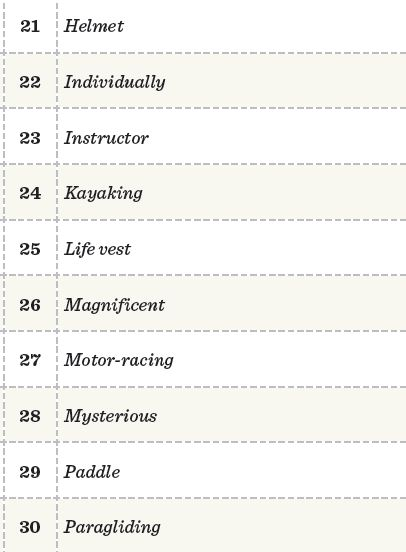 21 Helmet
22 Individually
23 Instructor
24 Kayaking
25 Life vest
26 Magnificent
27 Motor-racing
28 Mysterious
29 Paddle
30 Paragliding